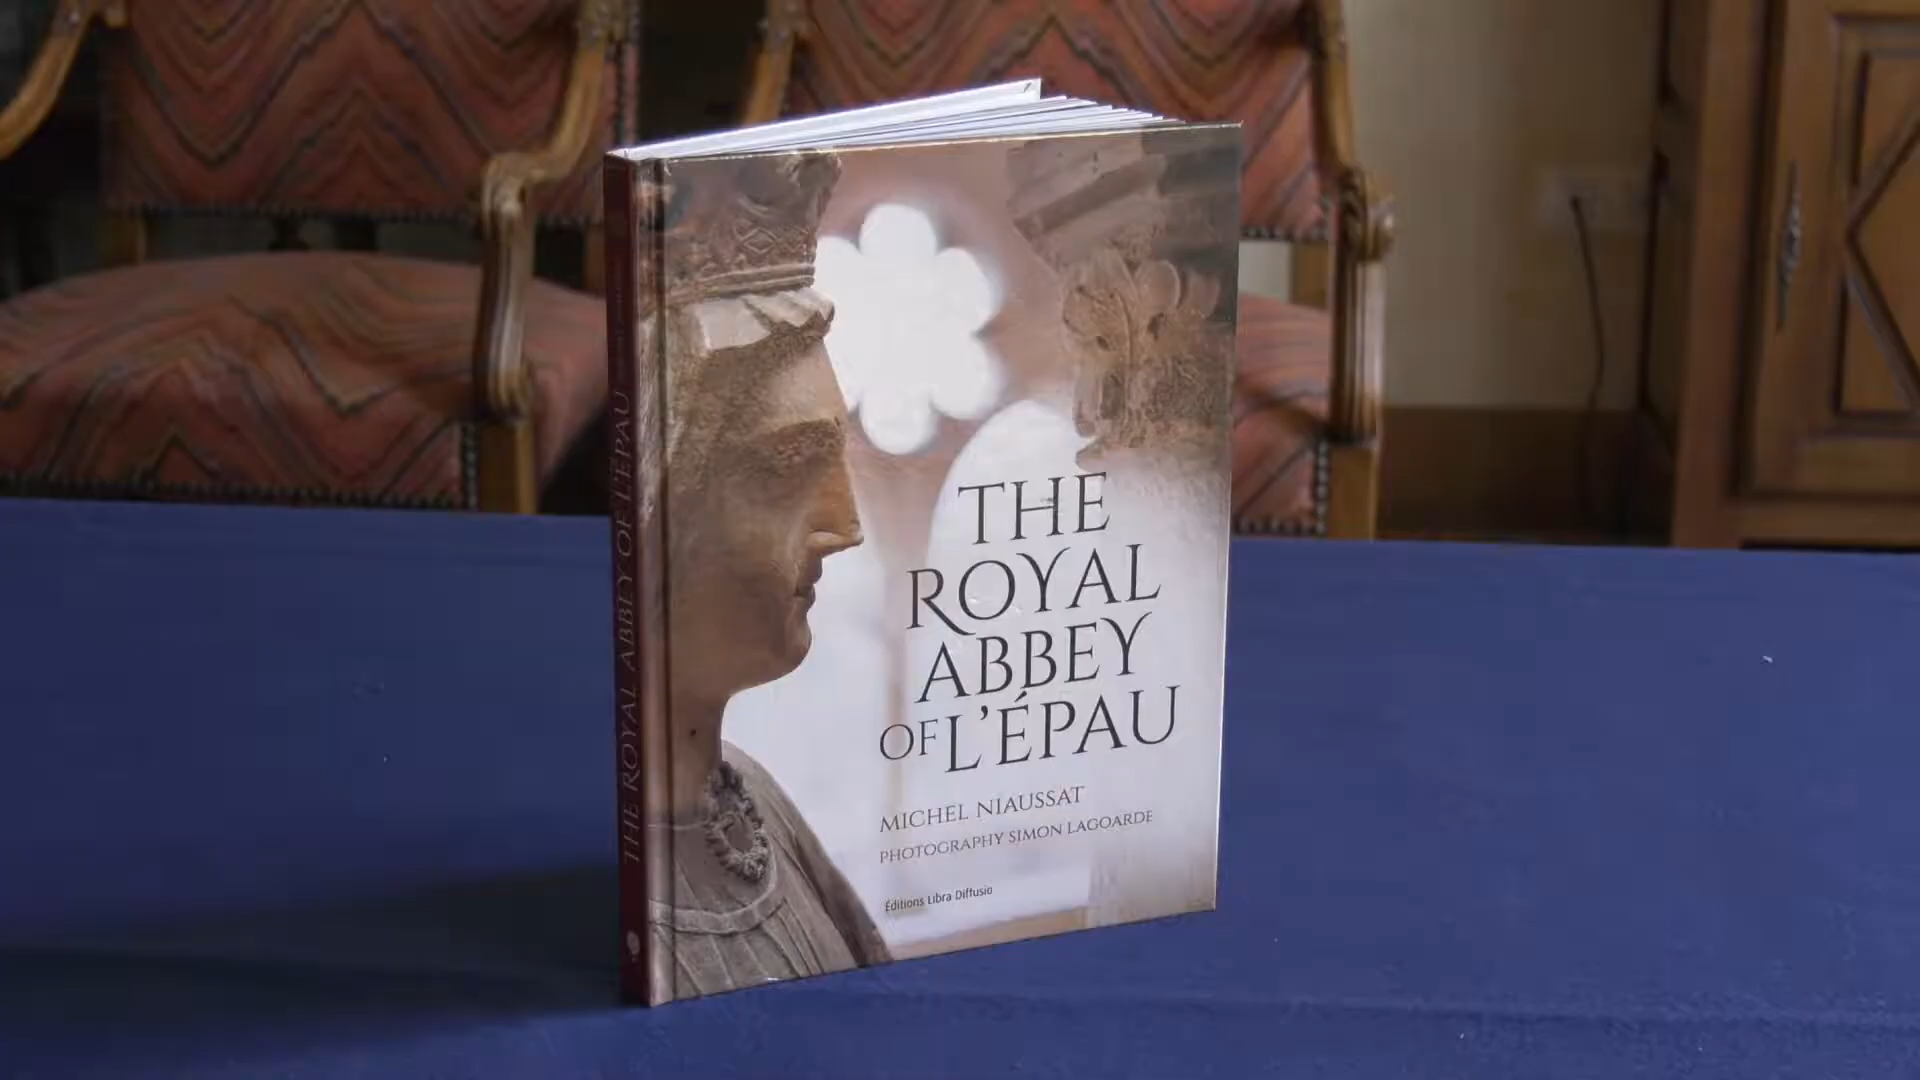 THE ROYAL ABBEY OF L'ÉPAU
THE
ROYAL
ABBEY
OF L'ÉPAU
MICHEL NIAUSSAT
PHOTOGRAPHY SIMON LAGOARDE
Éditions Libra Diffusio